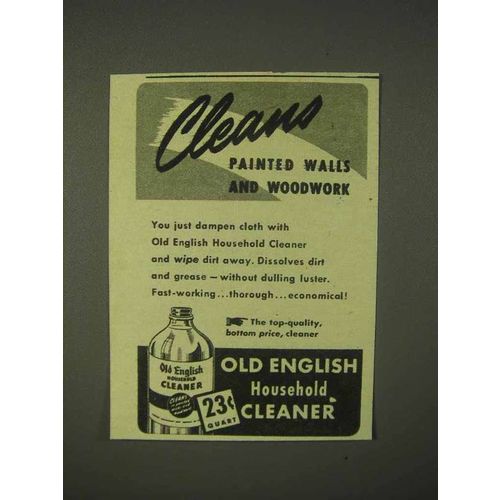 Cleans
PAINTED WALLS
AND WOODWORK
You just dampen cloth with
Old English Household Cleaner
and wipe dirt away. Dissolves dirt
and grease — without dulling luster.
Fast-working...thorough...economical!
The top-quality,
bottom price, cleaner
Old English
HOUSEHOLD
CLEANER
CLEANS
23¢
QUART
OLD ENGLISH
Household
CLEANER